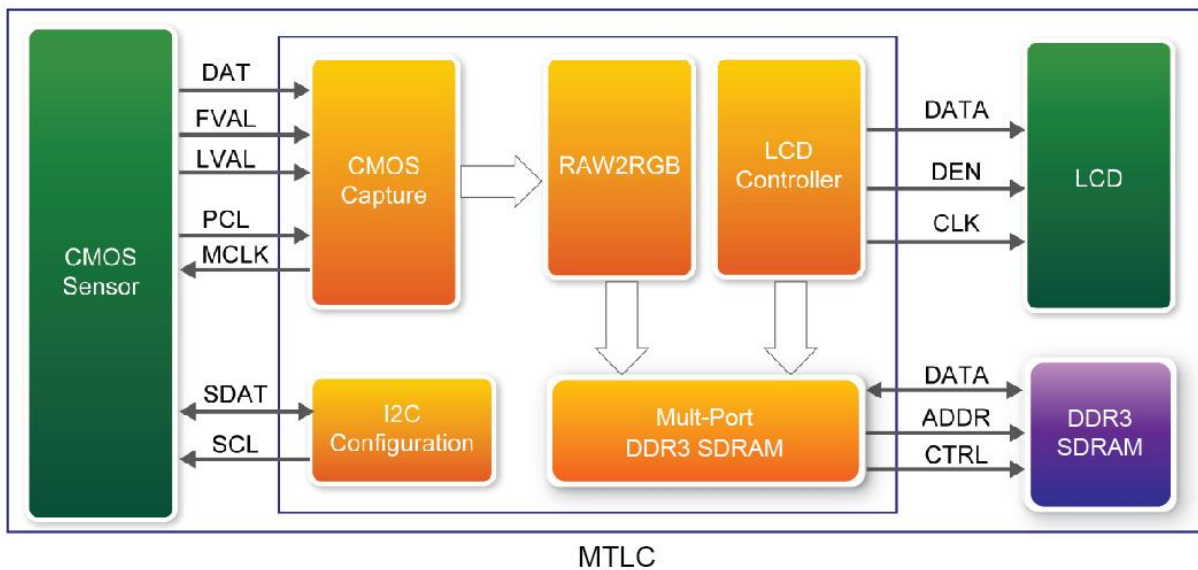 CMOS
Sensor
DAT
FVAL
LVAL
PCL
MCLK
SDAT
SCL
CMOS
Capture
I2C
Configuration
RAW2RGB
LCD
Controller
Mult-Port
DDR3 SDRAM
DATA
DEN
CLK
LCD
DATA
ADDR
CTRL
DDR3
SDRAM
MTLC